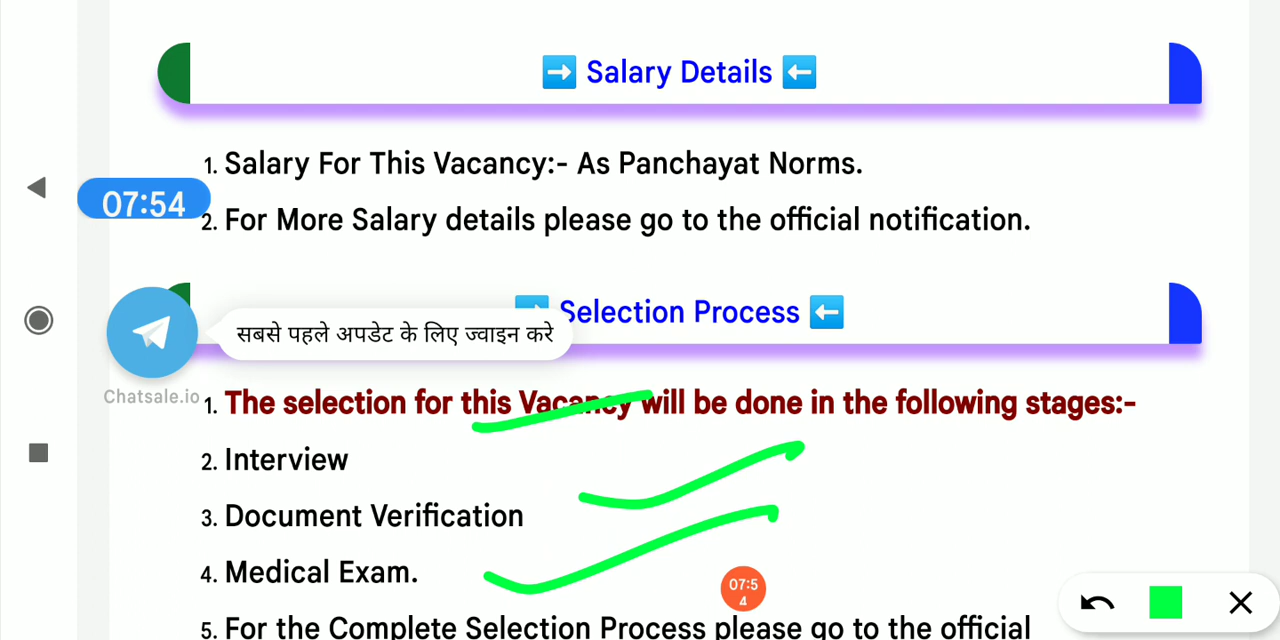 ➡ Salary Details ⬅
1. Salary For This Vacancy:- As Panchayat Norms.
07:54
2. For More Salary details please go to the official notification.
Selection Process ⬅
सबसे पहले अपडेट के लिए ज्वाइन करे
Chatsale.io
1. The selection for this Vacancy will be done in the following stages:-
2. Interview
3. Document Verification
4. Medical Exam.
07:5
4
5. For the Complete Selection Process please go to the official